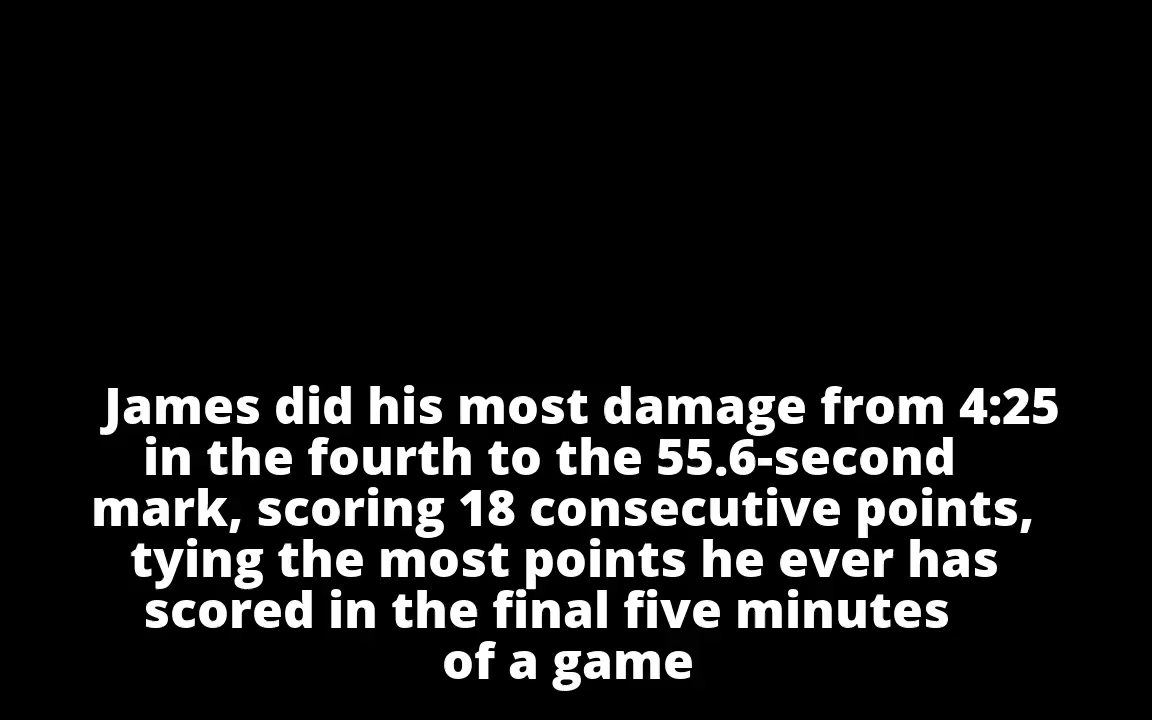 James did his most damage from 4:25
in the fourth to the 55.6-second
mark, scoring 18 consecutive points,
tying the most points he ever has
scored in the final five minutes
of a game